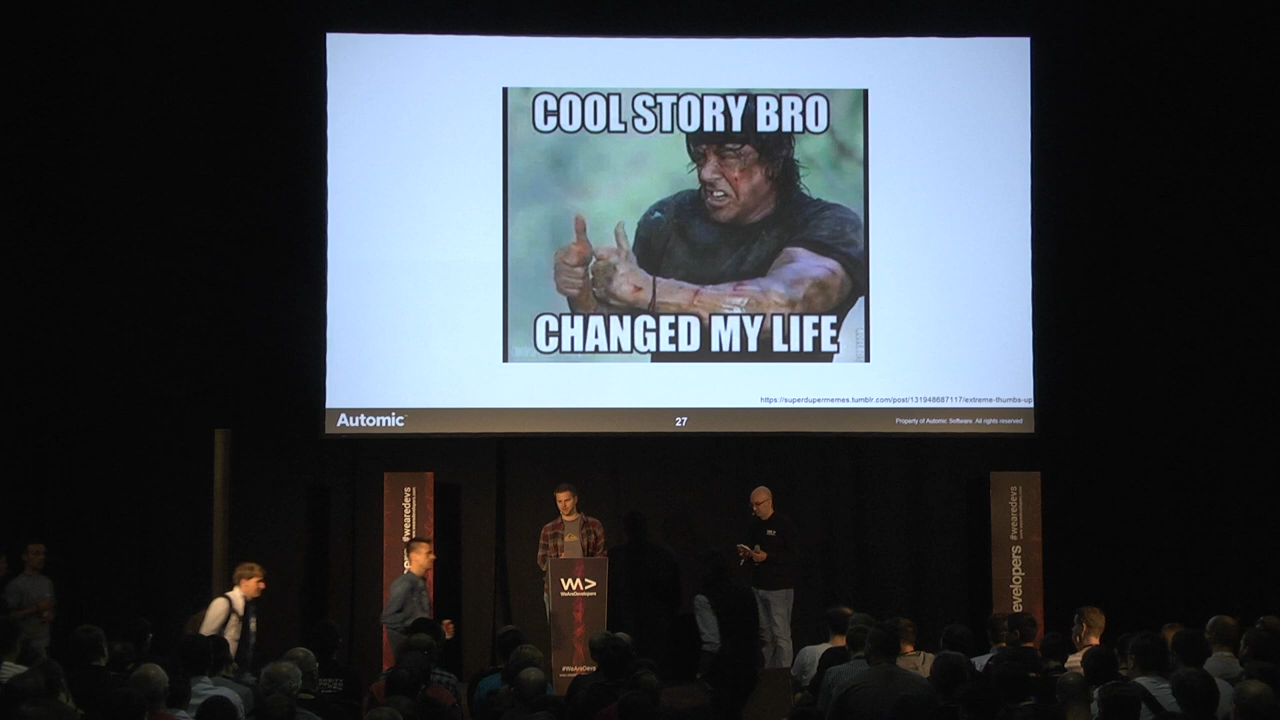 COOL STORY BRO
CHANGED MY LIFE
https://superdupermemes.tumblr.com/post/131948687117/extreme-thumbs-up
Automic
27
Property of Automic Software. All rights reserved
#wearedevs
WeAreDevelopers
#WeAreDevs
#wearedevs
evelopers